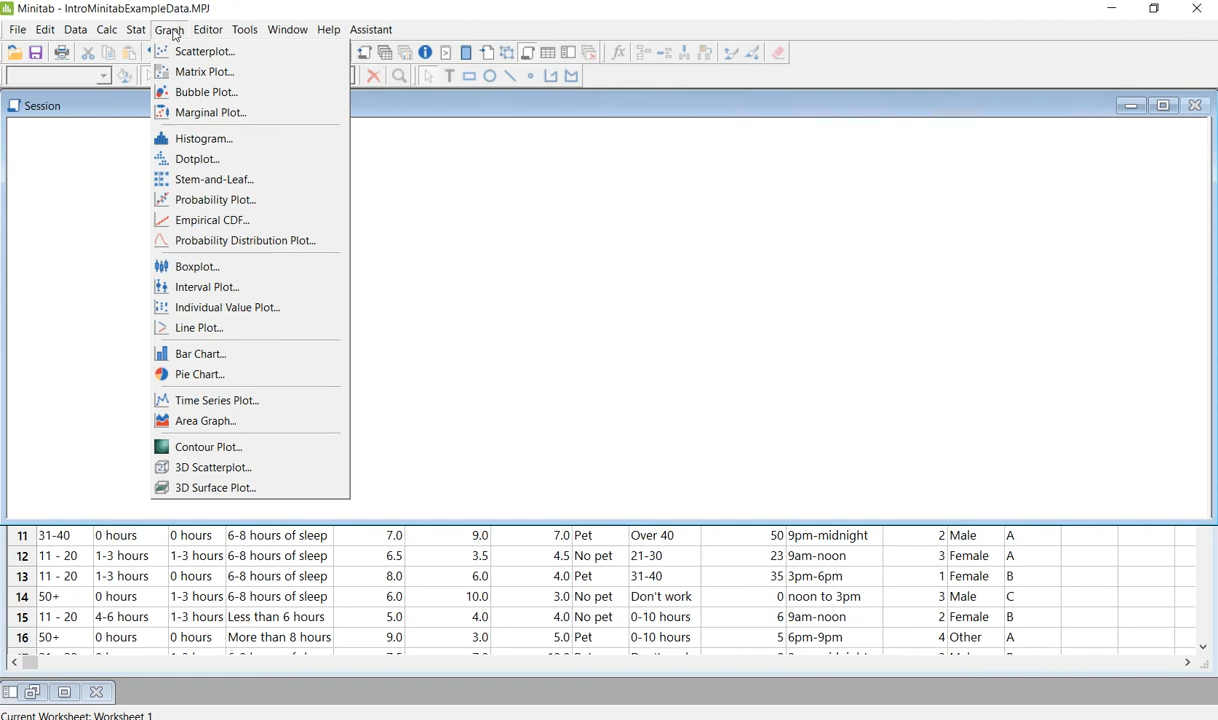 Minitab - IntroMinitabExampleData.MPJ
File Edit Data Calc Stat Graph Editor Tools Window Help Assistant
Scatterplot...
Matrix Plot...
Bubble Plot...
Marginal Plot...
Histogram...
Dotplot...
Stem-and-Leaf...
Probability Plot...
Empirical CDF...
Probability Distribution Plot...
Boxplot...
Interval Plot...
Individual Value Plot...
Line Plot...
Bar Chart...
Pie Chart...
Time Series Plot...
Area Graph...
Contour Plot...
3D Scatterplot...
3D Surface Plot...
Session
11 31-40 0 hours 0 hours 6-8 hours of sleep 7.0 9.0 7.0 Pet Over 40 50 9pm-midnight 2 Male A
12 11 - 20 1-3 hours 1-3 hours 6-8 hours of sleep 6.5 3.5 4.5 No pet 21-30 23 9am-noon 3 Female A
13 11 - 20 1-3 hours 0 hours 6-8 hours of sleep 8.0 6.0 4.0 Pet 31-40 35 3pm-6pm 1 Female B
14 50+ 0 hours 1-3 hours 6-8 hours of sleep 6.0 10.0 3.0 No pet Don't work 0 noon to 3pm 3 Male C
15 11 - 20 4-6 hours 1-3 hours Less than 6 hours 5.0 4.0 4.0 No pet 0-10 hours 6 9am-noon 2 Female B
16 50+ 0 hours 0 hours More than 8 hours 9.0 3.0 5.0 Pet 0-10 hours 5 6pm-9pm 4 Other A
Current Worksheet: Worksheet 1